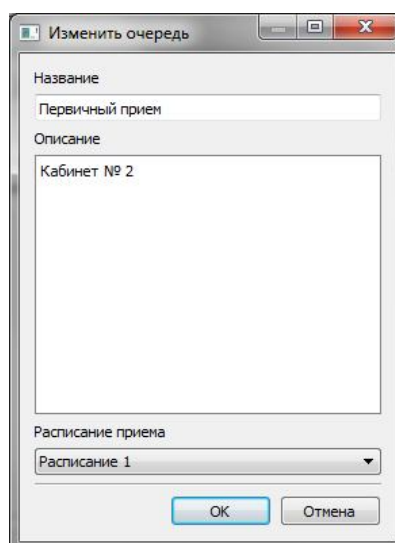 Изменить очередь
Название
Первичный прием
Описание
Кабинет № 2
Расписание приема
Расписание 1
OK Отмена